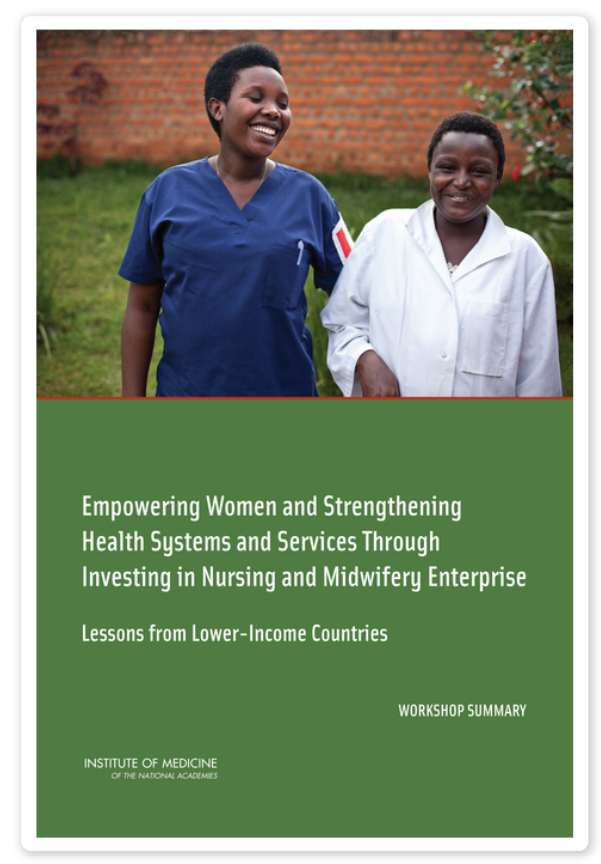 Empowering Women and Strengthening
Health Systems and Services Through
Investing in Nursing and Midwifery Enterprise
Lessons from Lower-Income Countries
WORKSHOP SUMMARY
INSTITUTE OF MEDICINE
OF THE NATIONAL ACADEMIES